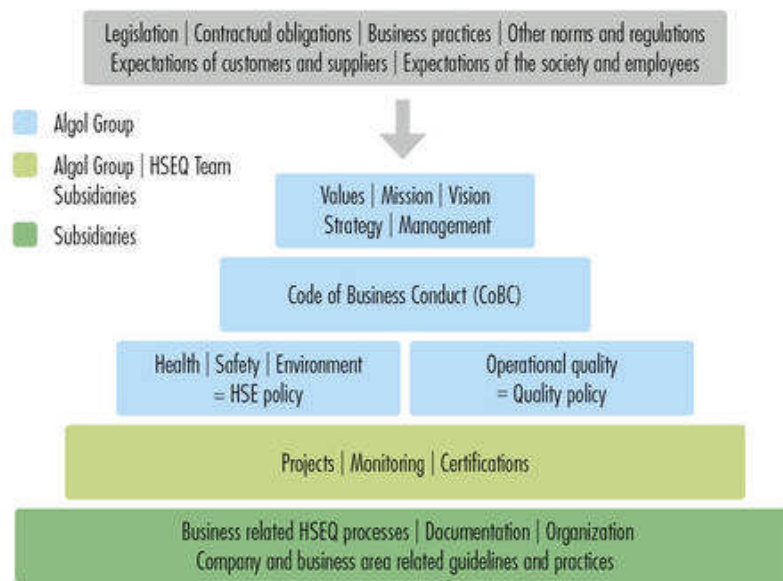 Legislation | Contractual obligations | Business practices | Other norms and regulations
Expectations of customers and suppliers | Expectations of the society and employees
Algol Group
Algol Group | HSEQ Team
Subsidiaries
Subsidiaries
Values | Mission | Vision
Strategy | Management
Code of Business Conduct (CoBC)
Health | Safety | Environment
= HSE policy
Operational quality
= Quality policy
Projects | Monitoring | Certifications
Business related HSEQ processes | Documentation | Organization
Company and business area related guidelines and practices